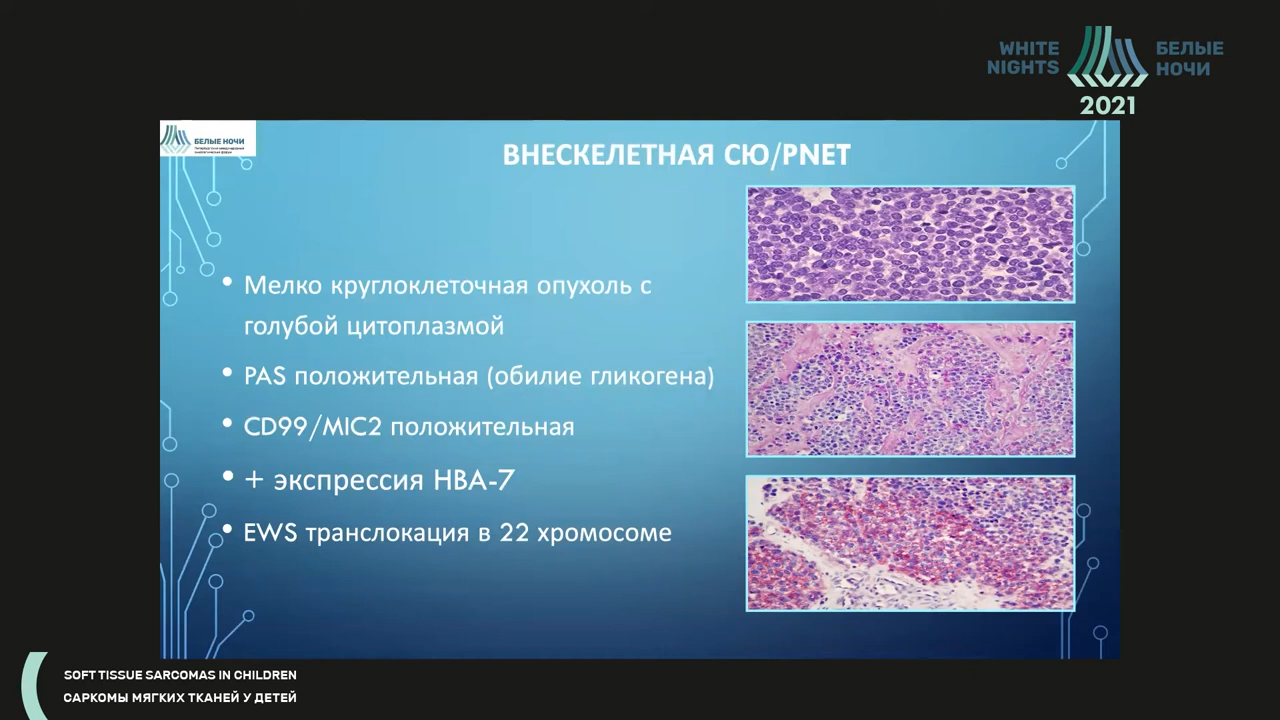 WHITE NIGHTS
БЕЛЫЕ НОЧИ
2021
БЕЛЫЕ НОЧИ
ВНЕСКЕЛЕТНАЯ СЮ/PNET
• Мелко круглоклеточная опухоль с
голубой цитоплазмой
• PAS положительная (обилие гликогена)
• CD99/MIC2 положительная
• + экспрессия HBA-7
• EWS транслокация в 22 хромосоме
SOFT TISSUE SARCOMAS IN CHILDREN
САРКОМЫ МЯГКИХ ТКАНЕЙ У ДЕТЕЙ